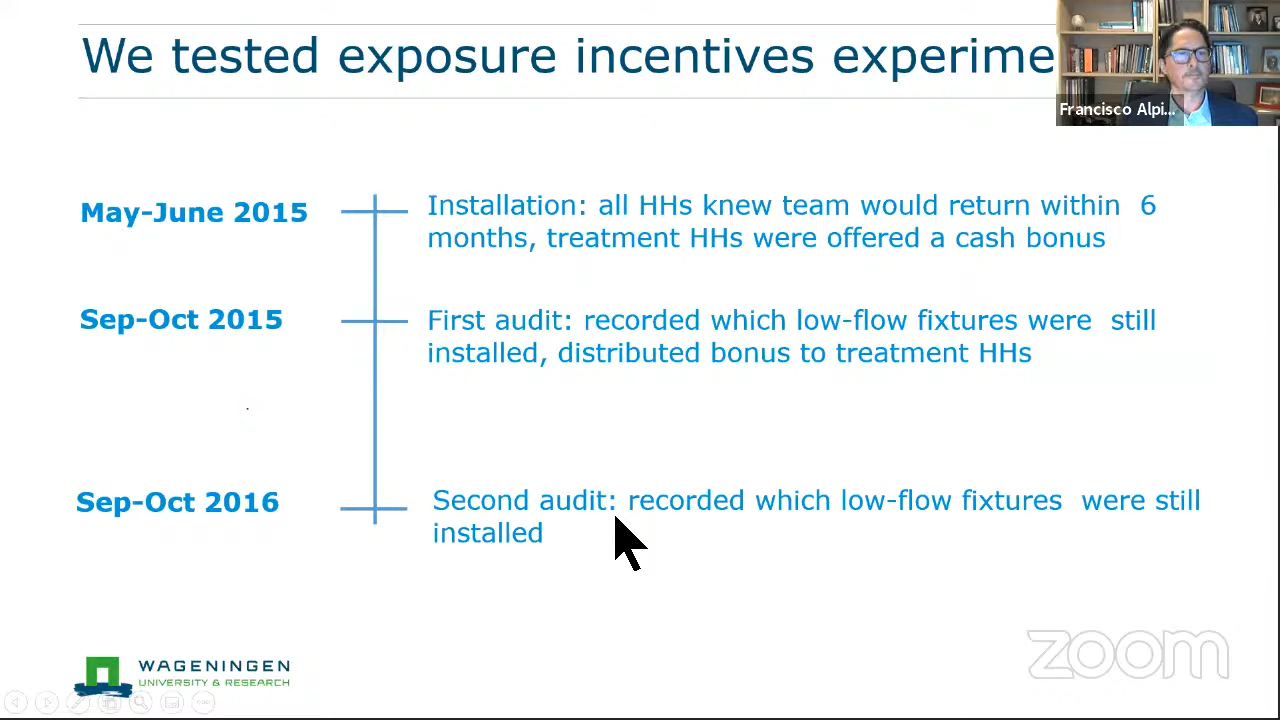 We tested exposure incentives experime
Francisco Alpi...
May-June 2015
Installation: all HHs knew team would return within 6
months, treatment HHs were offered a cash bonus
Sep-Oct 2015
First audit: recorded which low-flow fixtures were still
installed, distributed bonus to treatment HHs
Sep-Oct 2016
Second audit: recorded which low-flow fixtures were still
installed
WAGENINGEN
UNIVERSITY & RESEARCH
zoom